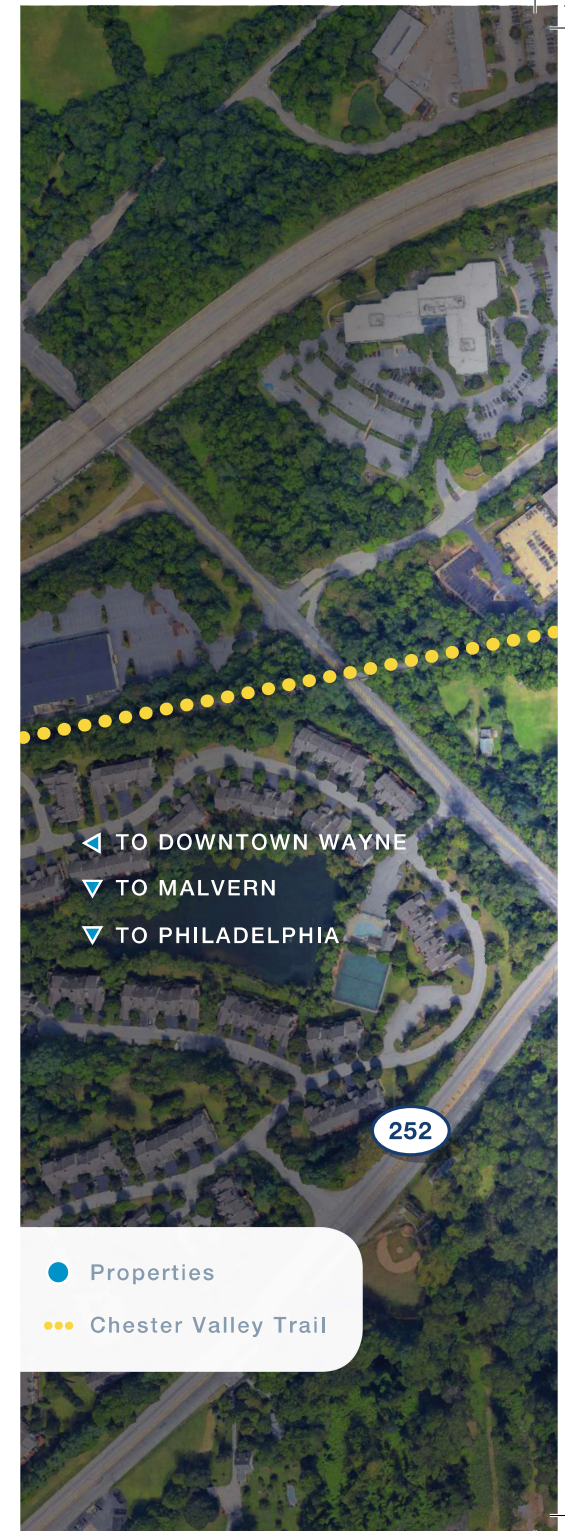 TO DOWNTOWN WAYNE
TO MALVERN
TO PHILADELPHIA
252
Properties
Chester Valley Trail